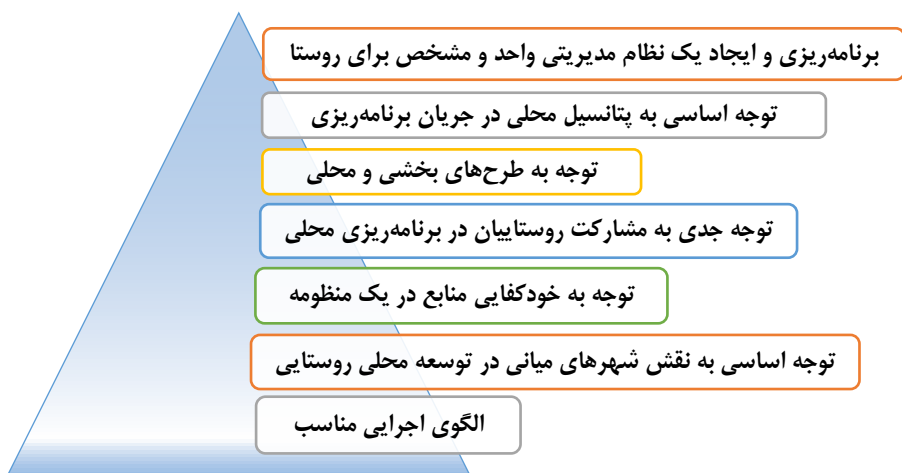 برنامه‌ریزی و ایجاد یک نظام مدیریتی واحد و مشخص برای روستا
توجه اساسی به پتانسیل محلی در جریان برنامه‌ریزی
توجه به طرح‌های بخشی و محلی
توجه جدی به مشارکت روستاییان در برنامه‌ریزی محلی
توجه به خودکفایی منابع در یک منظومه
توجه اساسی به نقش شهرهای میانی در توسعه محلی روستایی
الگوی اجرایی مناسب